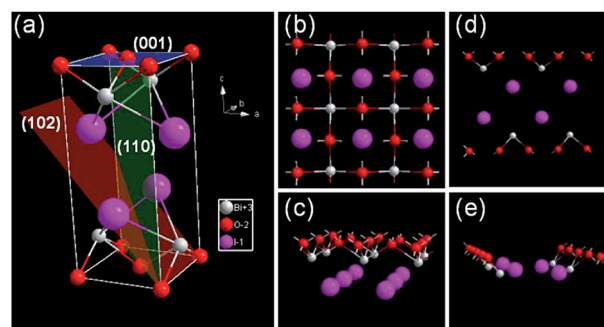 (a)
(001)
(102)
(110)
c
b
a
Bi+3
O-2
I-1
(b)
(c)
(d)
(e)